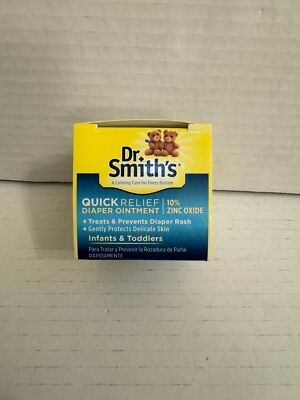 Dr.
Smith's
A Calming Cure for Every Bottom
QUICK RELIEF
DIAPER OINTMENT
10%
ZINC OXIDE
+ Treats & Prevents Diaper Rash
+ Gently Protects Delicate Skin
Infants & Toddlers
Para Tratar y Prevenir la Rozadura de Pañal
RÁPIDAMENTE